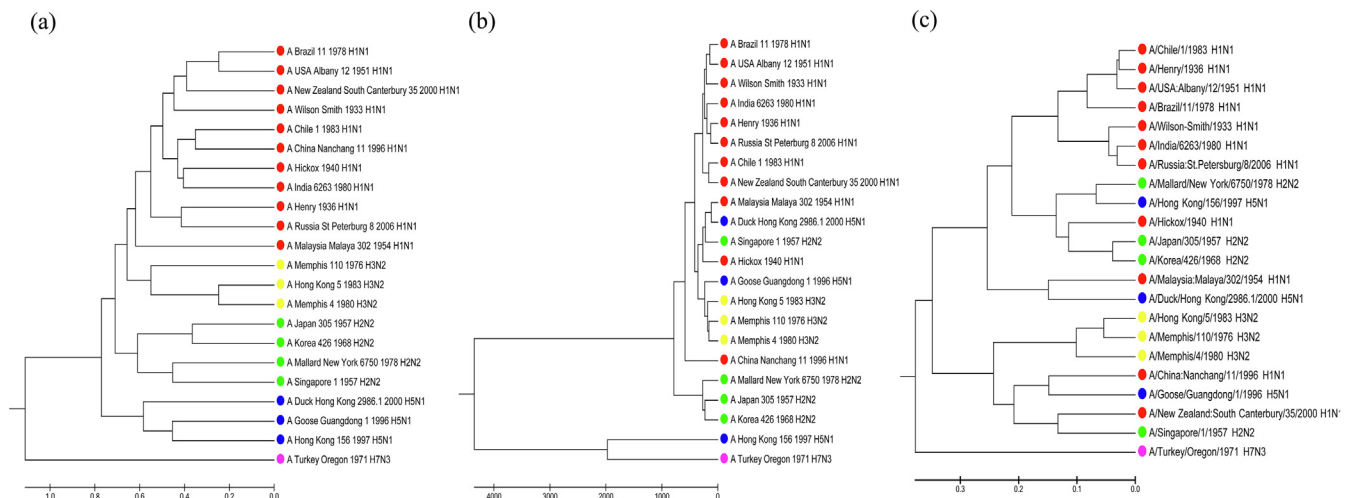 (a)
A Brazil 11 1978 H1N1
A USA Albany 12 1951 H1N1
A New Zealand South Canterbury 35 2000 H1N1
A Wilson Smith 1933 H1N1
A Chile 1 1983 H1N1
A China Nanchang 11 1996 H1N1
A Hickox 1940 H1N1
A India 6263 1980 H1N1
A Henry 1936 H1N1
A Russia St Peterburg 8 2006 H1N1
A Malaysia Malaya 302 1954 H1N1
A Memphis 110 1976 H3N2
A Hong Kong 5 1983 H3N2
A Memphis 4 1980 H3N2
A Japan 305 1957 H2N2
A Korea 426 1968 H2N2
A Mallard New York 6750 1978 H2N2
A Singapore 1 1957 H2N2
A Duck Hong Kong 2986.1 2000 H5N1
A Goose Guangdong 1 1996 H5N1
A Hong Kong 156 1997 H5N1
A Turkey Oregon 1971 H7N3
1.0 0.8 0.6 0.4 0.2 0.0
(b)
A Brazil 11 1978 H1N1
A USA Albany 12 1951 H1N1
A Wilson Smith 1933 H1N1
A India 6263 1980 H1N1
A Henry 1936 H1N1
A Russia St Peterburg 8 2006 H1N1
A Chile 1 1983 H1N1
A New Zealand South Canterbury 35 2000 H1N1
A Malaysia Malaya 302 1954 H1N1
A Duck Hong Kong 2986.1 2000 H5N1
A Singapore 1 1957 H2N2
A Hickox 1940 H1N1
A Goose Guangdong 1 1996 H5N1
A Hong Kong 5 1983 H3N2
A Memphis 110 1976 H3N2
A Memphis 4 1980 H3N2
A China Nanchang 11 1996 H1N1
A Mallard New York 6750 1978 H2N2
A Japan 305 1957 H2N2
A Korea 426 1968 H2N2
A Hong Kong 156 1997 H5N1
A Turkey Oregon 1971 H7N3
4000 3000 2000 1000 0
(c)
A/Chile/1/1983 H1N1
A/Henry/1936 H1N1
A/USA:Albany/12/1951 H1N1
A/Brazil/11/1978 H1N1
A/Wilson-Smith/1933 H1N1
A/India/6263/1980 H1N1
A/Russia:St.Petersburg/8/2006 H1N1
A/Mallard/New York/6750/1978 H2N2
A/Hong Kong/156/1997 H5N1
A/Hickox/1940 H1N1
A/Japan/305/1957 H2N2
A/Korea/426/1968 H2N2
A/Malaysia:Malaya/302/1954 H1N1
A/Duck/Hong Kong/2986.1/2000 H5N1
A/Hong Kong/5/1983 H3N2
A/Memphis/110/1976 H3N2
A/Memphis/4/1980 H3N2
A/China:Nanchang/11/1996 H1N1
A/Goose/Guangdong/1/1996 H5N1
A/New Zealand:South Canterbury/35/2000 H1N
A/Singapore/1/1957 H2N2
A/Turkey/Oregon/1971 H7N3
0.3 0.2 0.1 0.0